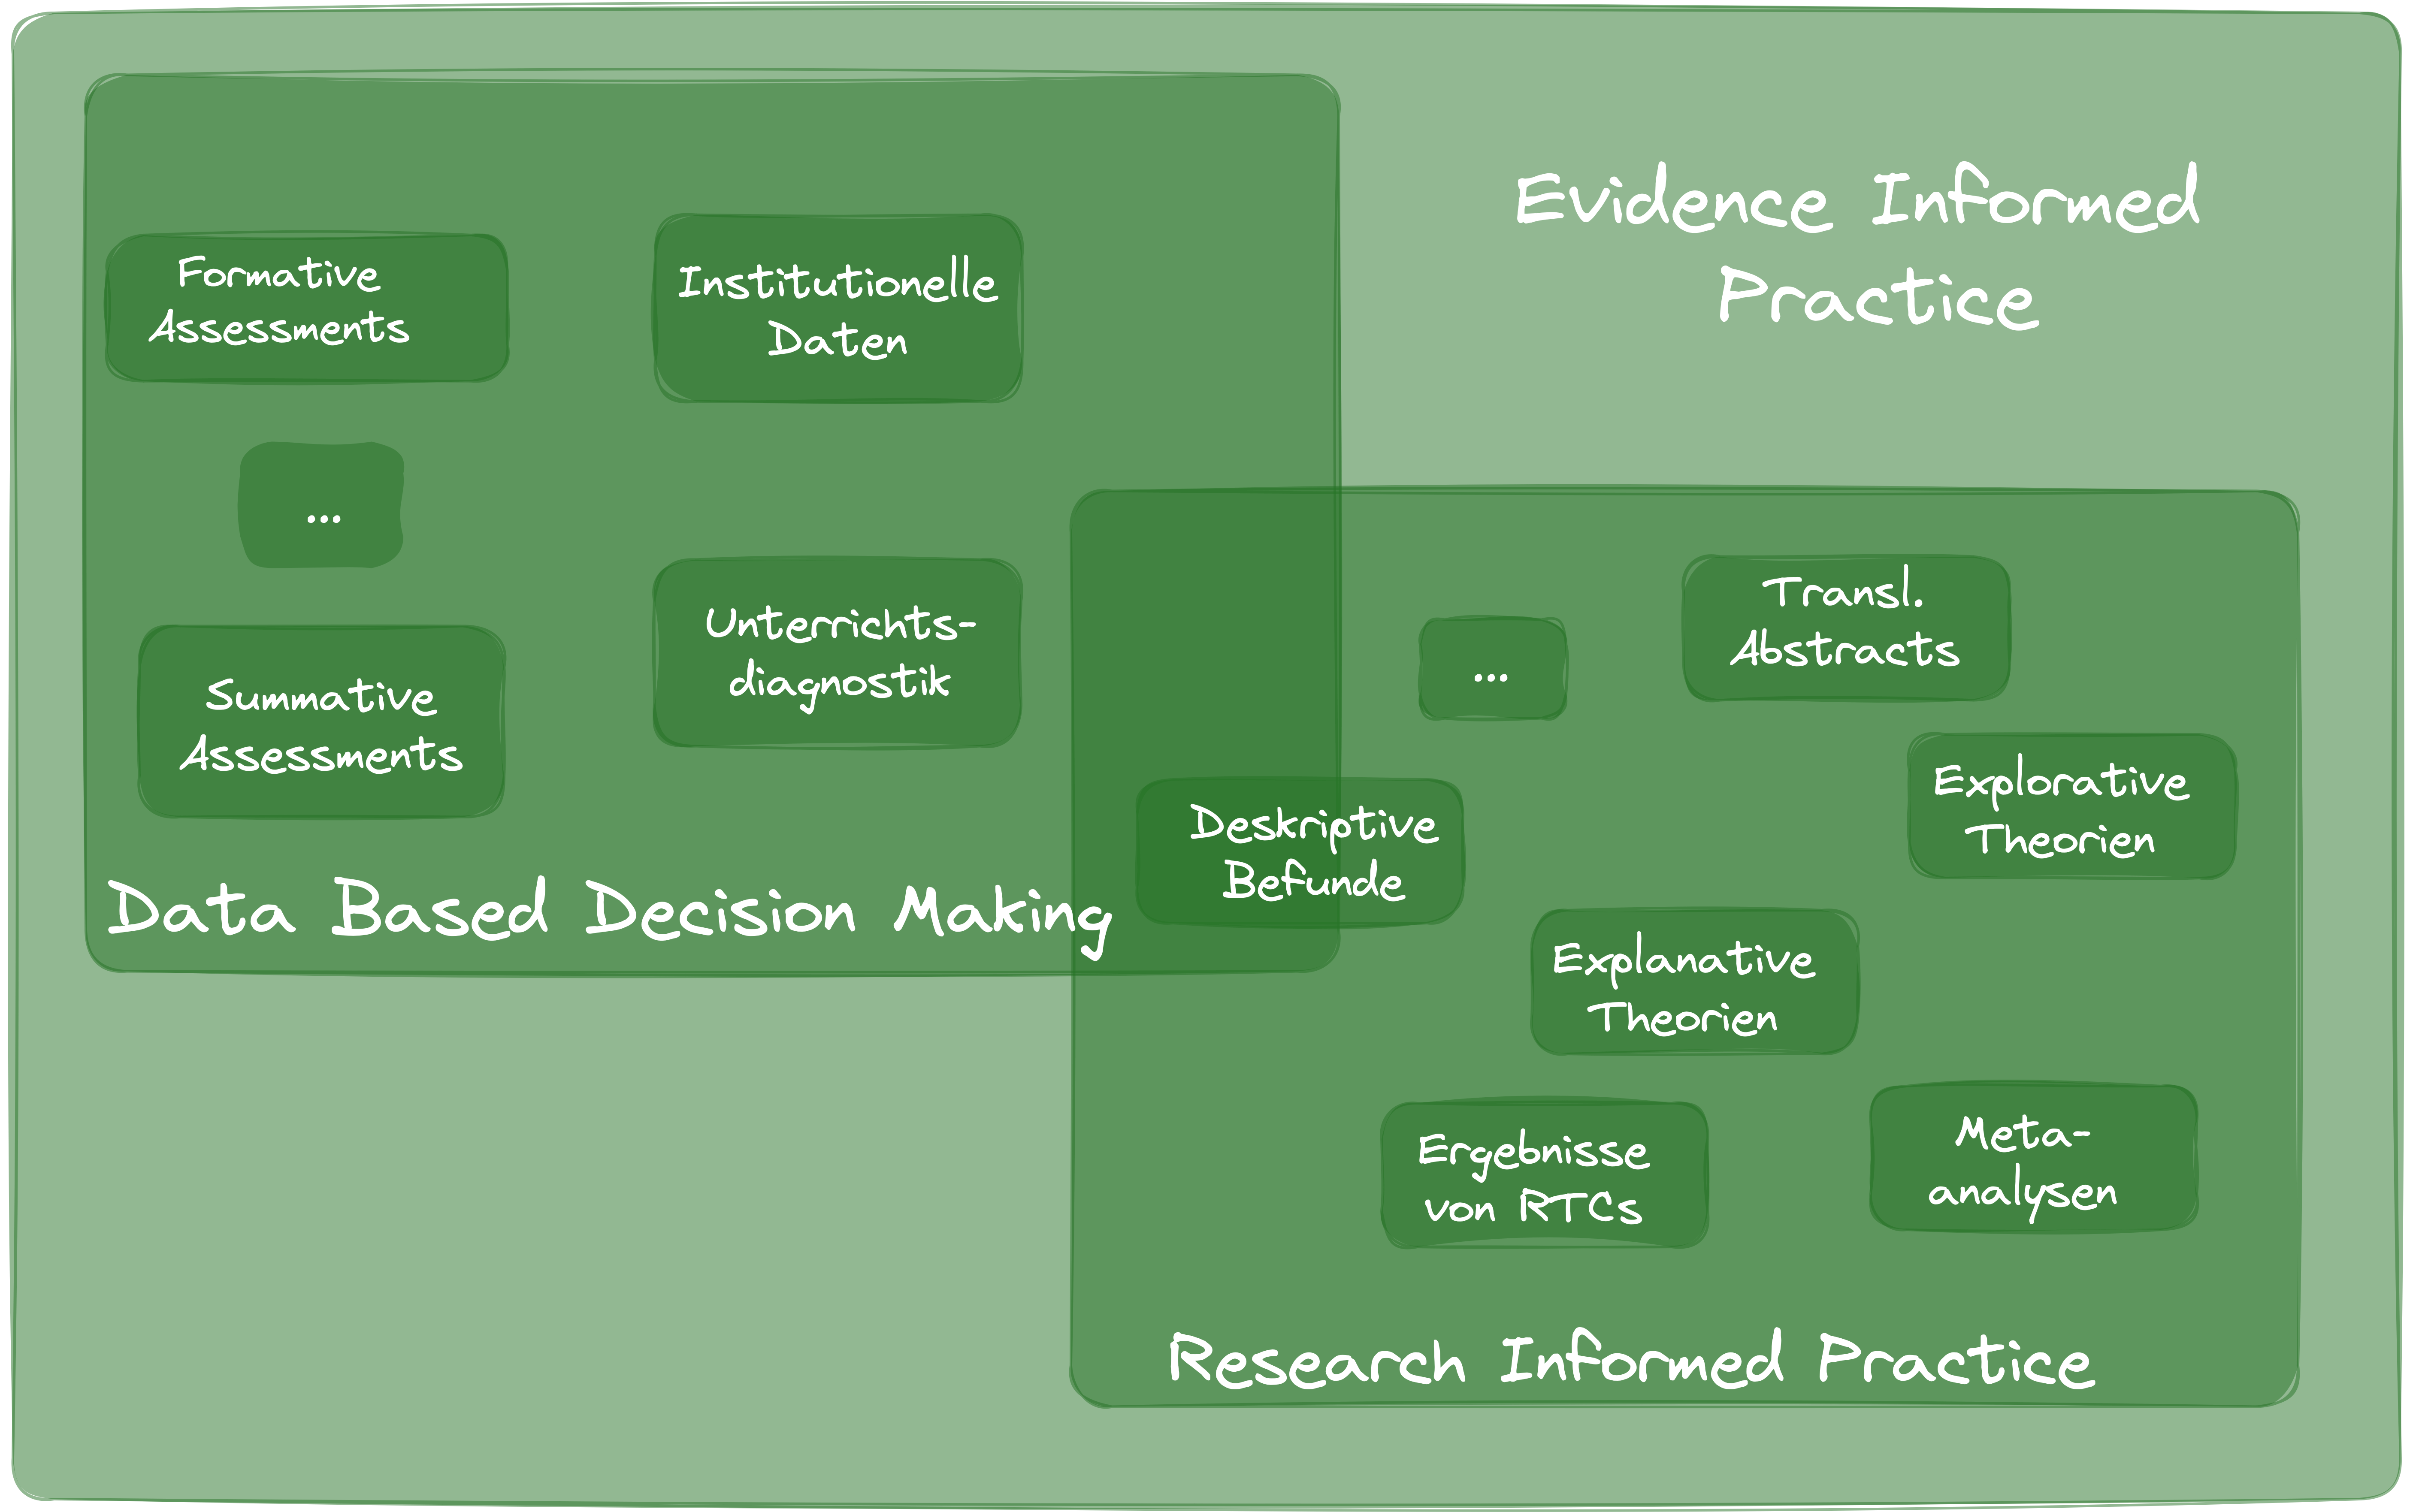 Evidence Informed
Practice
Formative
Assessments
Institutionelle
Daten
...
Unterrichts-
diagnostik
Summative
Assessments
Data Based Decision Making
Deskriptive
Befunde
...
Transl.
Abstracts
Explorative
Theorien
Explanative
Theorien
Ergebnisse
von RTCs
Meta-
analysen
Research Informed Practice